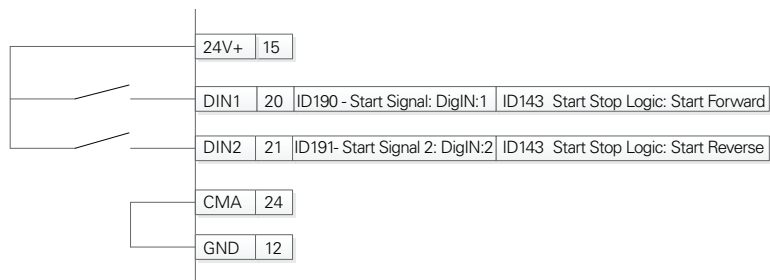 24V+ 15
DIN1 20 ID190 - Start Signal: DigIN:1 ID143 Start Stop Logic: Start Forward
DIN2 21 ID191- Start Signal 2: DigIN:2 ID143 Start Stop Logic: Start Reverse
CMA 24
GND 12